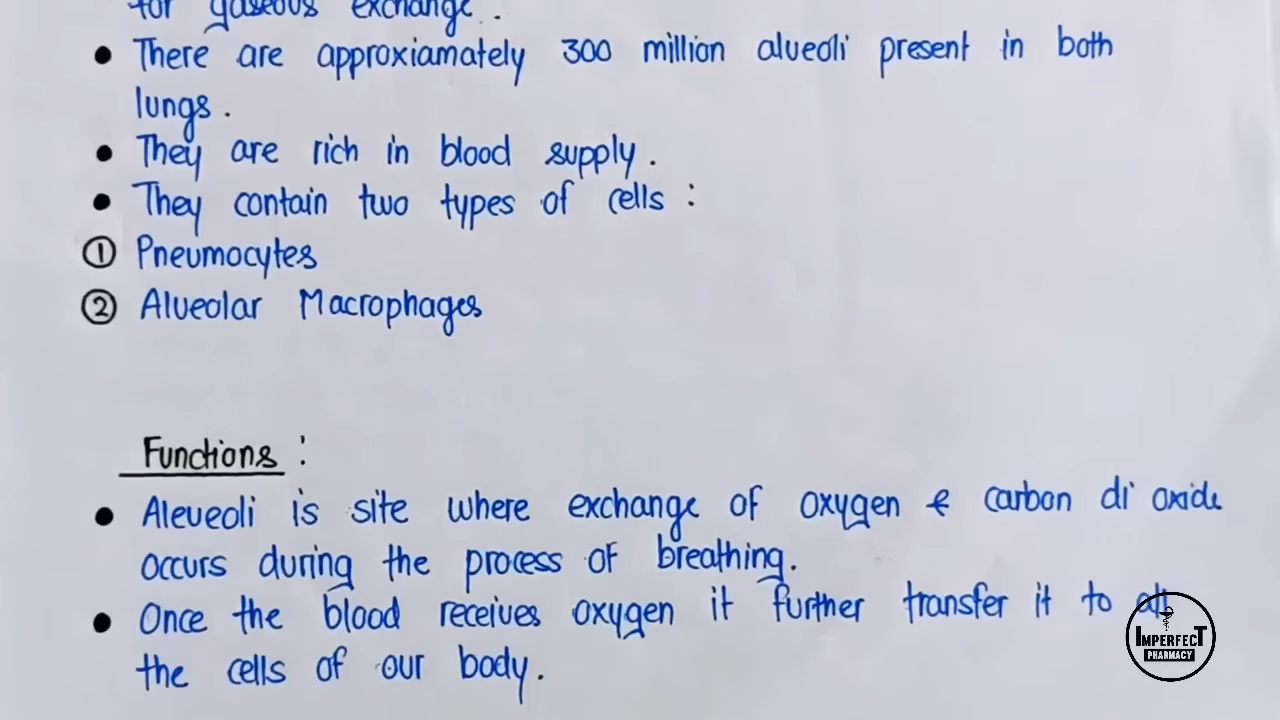 for gaseous exchange.
• There are approxiamately 300 million alveoli present in both
lungs.
• They are rich in blood supply.
• They contain two types of cells :
① Pneumocytes
② Alveolar Macrophages
Functions :
• Aleveoli is site where exchange of oxygen & carbon di oxide
occurs during the process of breathing.
• Once the blood receives oxygen it further transfer it to all
the cells of our body.
IMPERFECT
PHARMACY